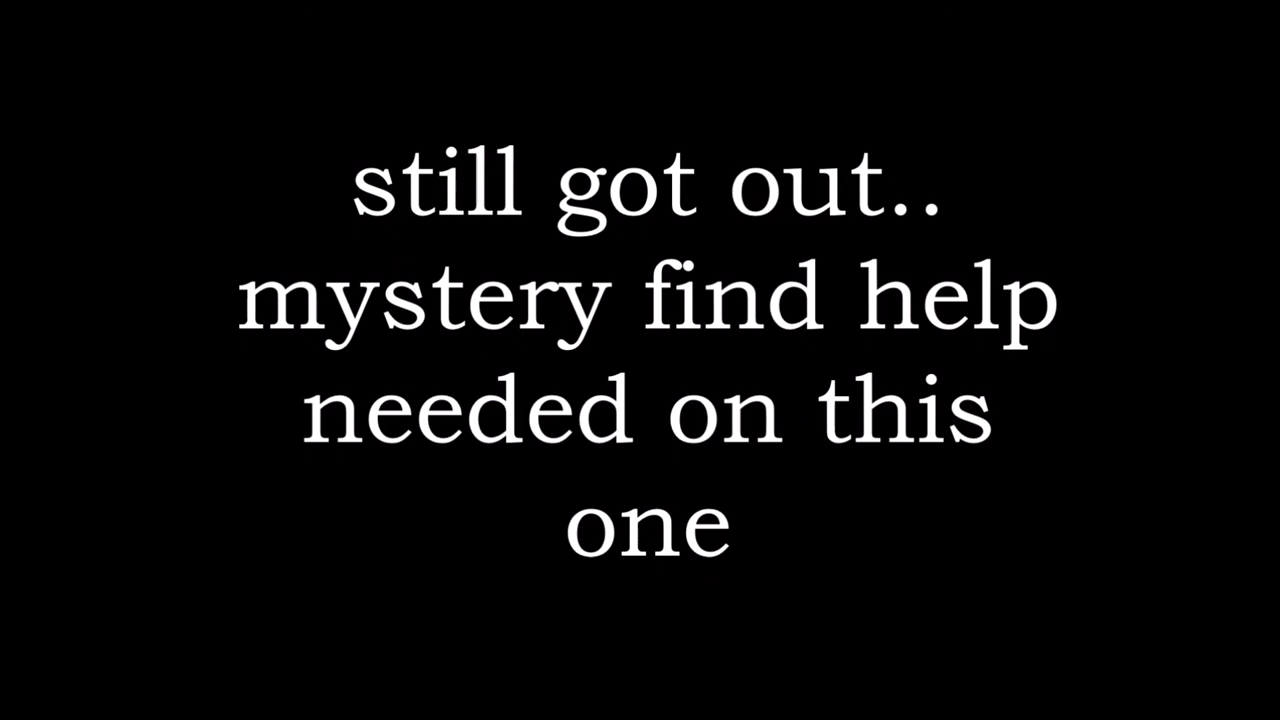 still got out..
mystery find help
needed on this
one